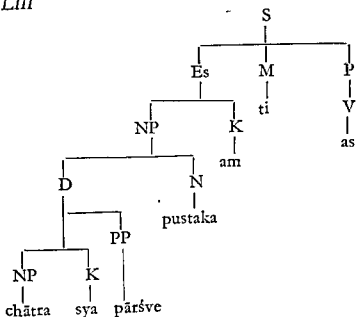 LIII
S
Es M P
NP K ti V
am as
D N
pustaka
PP
NP K
chātra sya pārśve